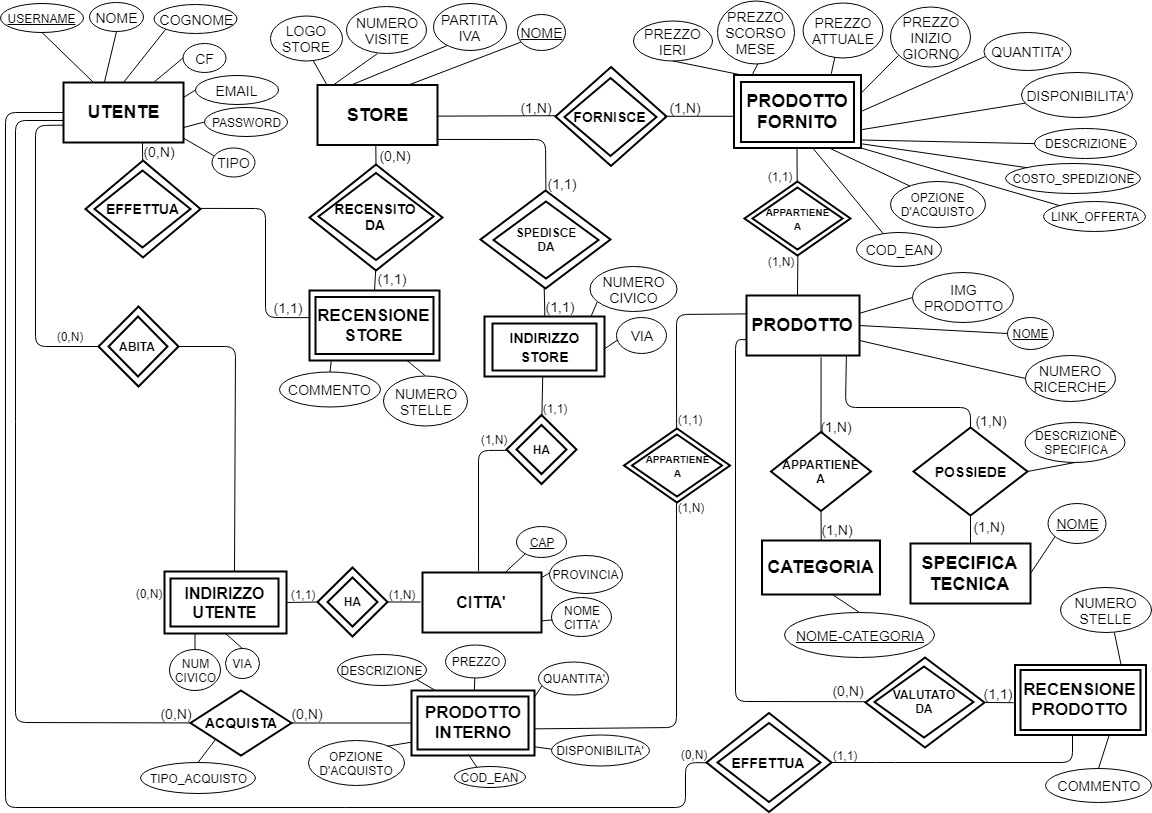 USERNAME
NOME
COGNOME
CF
EMAIL
PASSWORD
TIPO
UTENTE
(0,N)
EFFETTUA
(1,1)
LOGO
STORE
NUMERO
VISITE
PARTITA
IVA
NOME
STORE
(0,N)
RECENSITO
DA
(1,1)
RECENSIONE
STORE
COMMENTO
NUMERO
STELLE
(1,N)
FORNISCE
(1,N)
(1,1)
SPEDISCE
DA
(1,1)
INDIRIZZO
STORE
NUMERO
CIVICO
VIA
(1,1)
HA
(1,N)
PREZZO
IERI
PREZZO
SCORSO
MESE
PREZZO
ATTUALE
PREZZO
INIZIO
GIORNO
QUANTITA'
DISPONIBILITA'
DESCRIZIONE
COSTO_SPEDIZIONE
LINK_OFFERTA
OPZIONE
D'ACQUISTO
COD_EAN
PRODOTTO
FORNITO
(1,1)
APPARTIENE
A
(1,N)
PRODOTTO
IMG
PRODOTTO
NOME
NUMERO
RICERCHE
(0,N)
ABITA
(0,N)
INDIRIZZO
UTENTE
NUM
CIVICO
VIA
(1,1)
HA
(1,N)
CITTA'
CAP
PROVINCIA
NOME
CITTA'
(1,1)
APPARTIENE
A
(1,N)
(1,N)
APPARTIENE
A
(1,N)
CATEGORIA
NOME-CATEGORIA
(1,N)
POSSIEDE
DESCRIZIONE
SPECIFICA
(1,N)
SPECIFICA
TECNICA
NOME
(0,N)
ACQUISTA
(0,N)
TIPO_ACQUISTO
PRODOTTO
INTERNO
DESCRIZIONE
PREZZO
QUANTITA'
OPZIONE
D'ACQUISTO
COD_EAN
DISPONIBILITA'
(0,N)
VALUTATO
DA
(1,1)
RECENSIONE
PRODOTTO
NUMERO
STELLE
COMMENTO
(0,N)
EFFETTUA
(1,1)